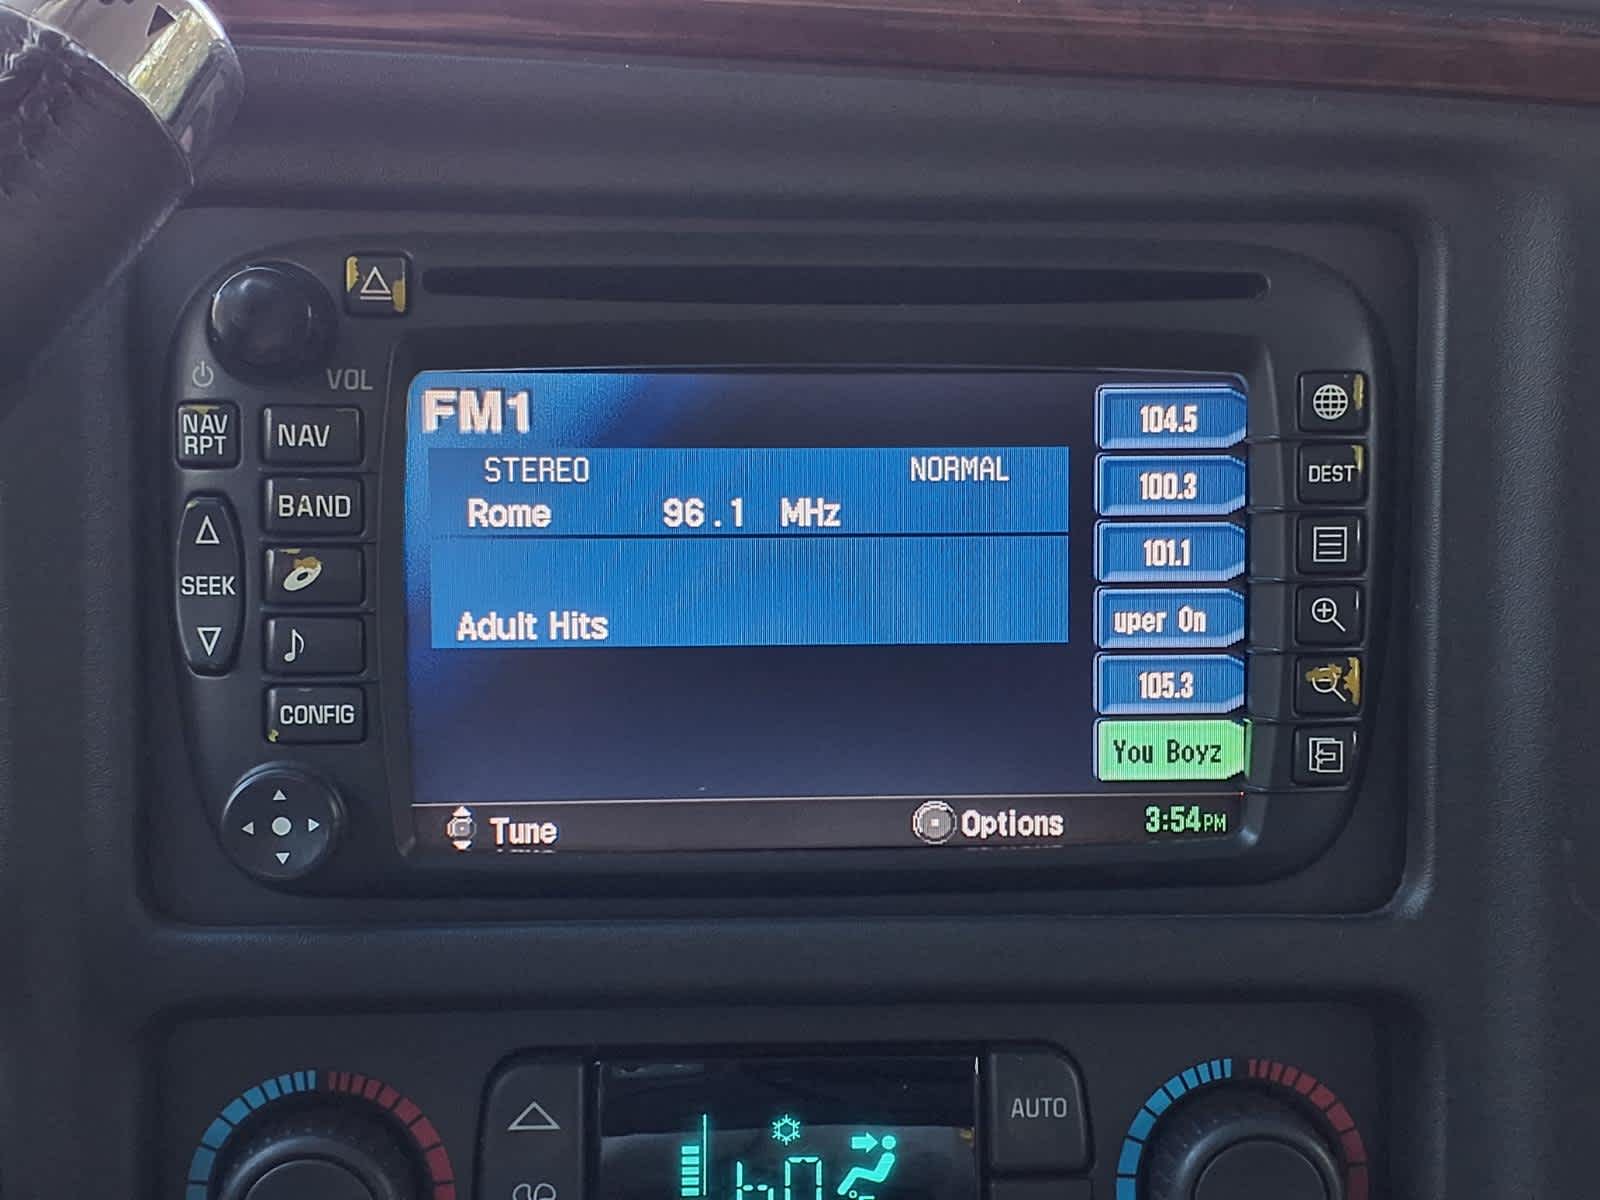 VOL
NAV
RPT
NAV
BAND
SEEK
CONFIG
FM1
STEREO NORMAL
Rome 96.1 MHz
Adult Hits
104.5
100.3
101.1
uper On
105.3
You Boyz
Tune Options 3:54PM
DEST
AUTO
60